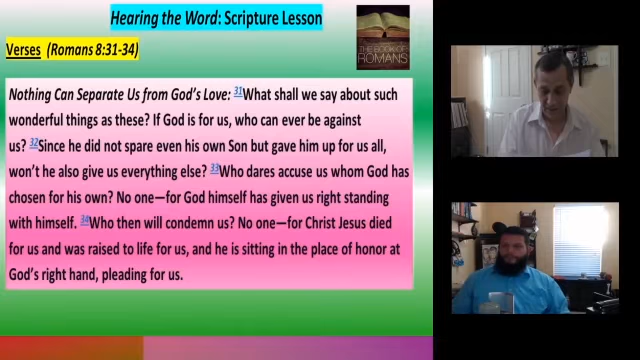 Hearing the Word: Scripture Lesson
Verses (Romans 8:31-34)
THE BOOK OF
ROMANS
Nothing Can Separate Us from God's Love: 31What shall we say about such
wonderful things as these? If God is for us, who can ever be against
us? 32Since he did not spare even his own Son but gave him up for us all,
won't he also give us everything else? 33Who dares accuse us whom God has
chosen for his own? No one—for God himself has given us right standing
with himself. 34Who then will condemn us? No one—for Christ Jesus died
for us and was raised to life for us, and he is sitting in the place of honor at
God's right hand, pleading for us.